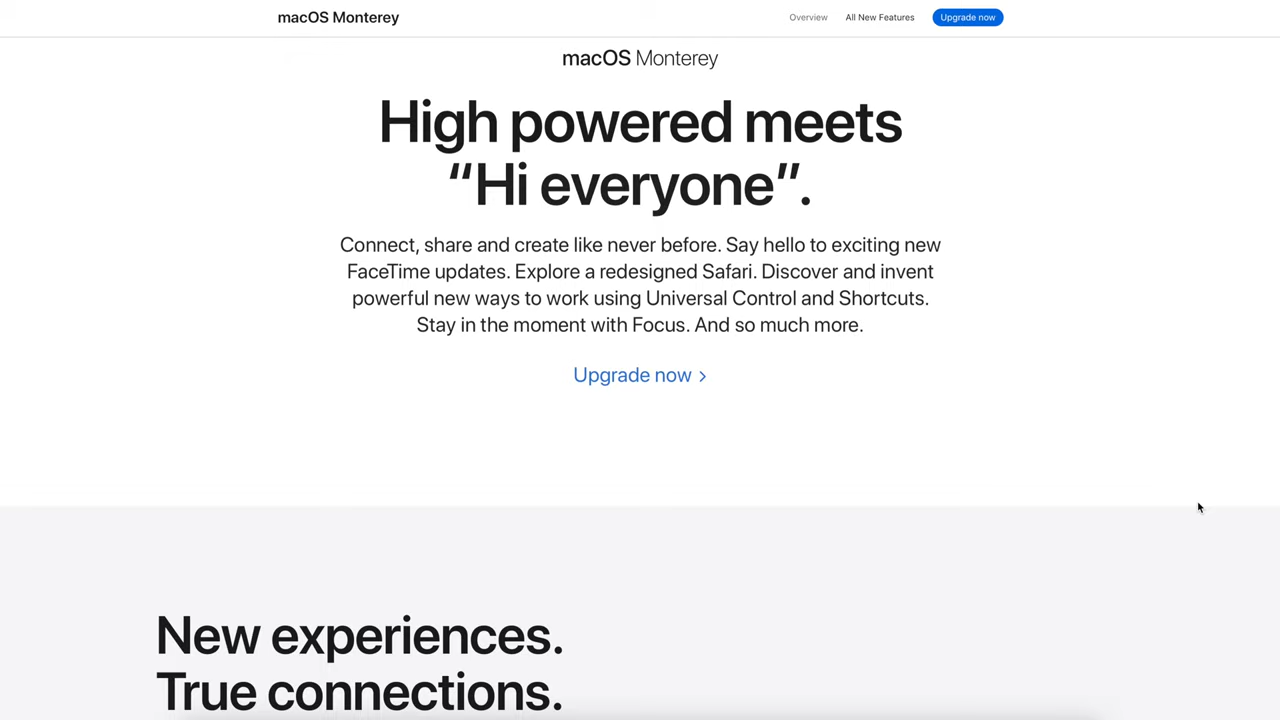 macOS Monterey
Overview
All New Features
Upgrade now
macOS Monterey
High powered meets
“Hi everyone”.
Connect, share and create like never before. Say hello to exciting new
FaceTime updates. Explore a redesigned Safari. Discover and invent
powerful new ways to work using Universal Control and Shortcuts.
Stay in the moment with Focus. And so much more.
Upgrade now >
New experiences.
True connections.